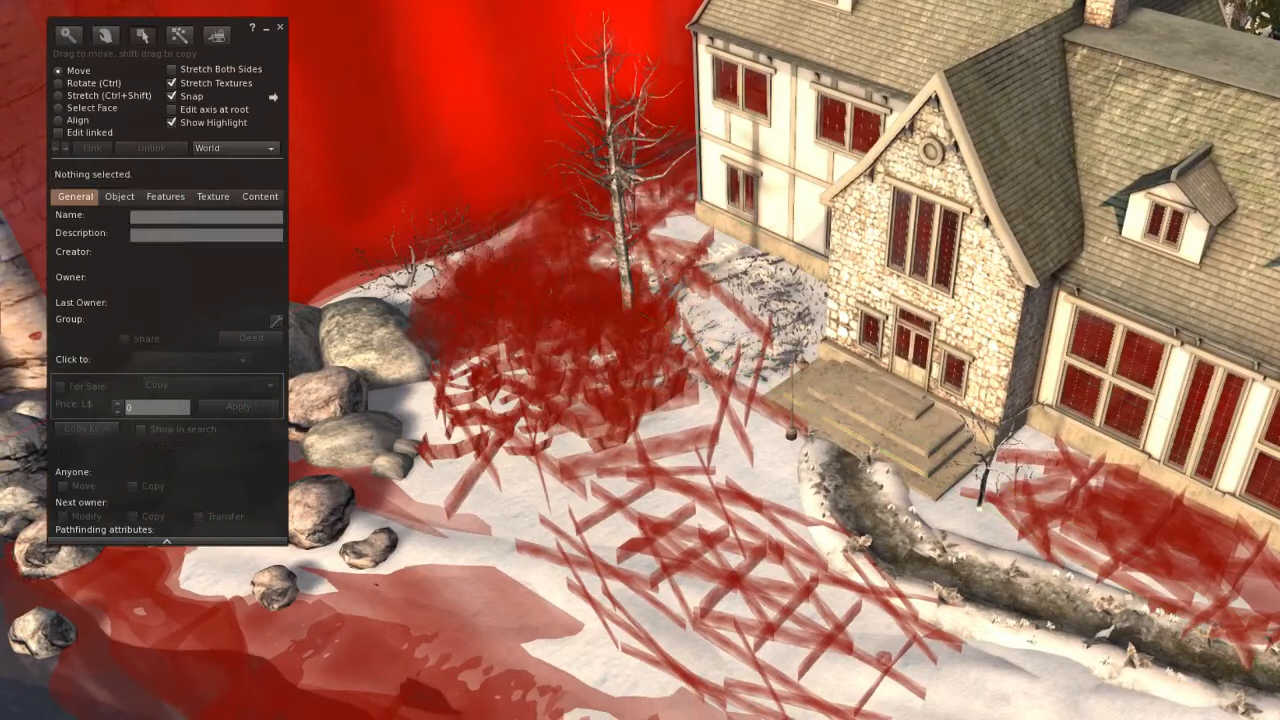 ? _ ×
Drag to move, shift-drag to copy
Move
Stretch Both Sides
Rotate (Ctrl)
Stretch Textures
Stretch (Ctrl+Shift)
Snap
Select Face
Edit axis at root
Align
Show Highlight
Edit linked
Link Unlink World
Nothing selected.
General Object Features Texture Content
Name:
Description:
Creator:
Owner:
Last Owner:
Group:
Share Deed
Click to:
For Sale Copy
Price: L$ 0 Apply
Show in search
Anyone:
Move Copy
Next owner:
Modify Copy Transfer
Pathfinding attributes: